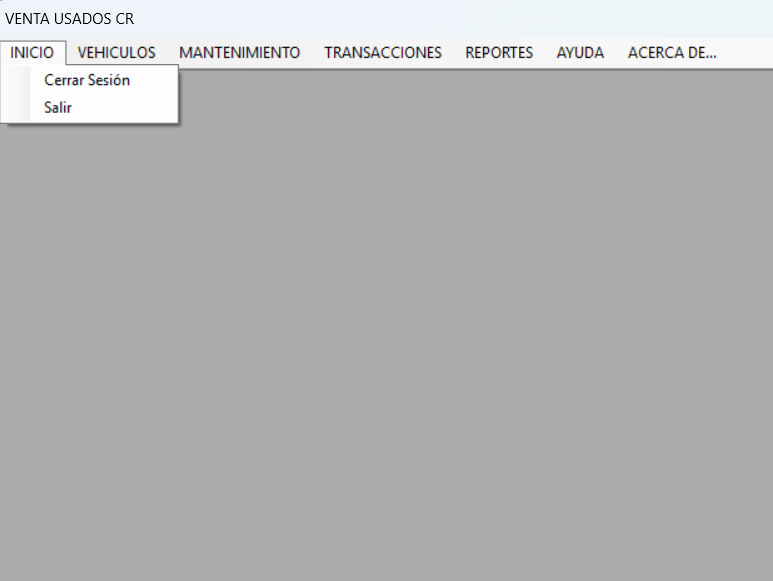 VENTA USADOS CR
INICIO VEHICULOS MANTENIMIENTO TRANSACCIONES REPORTES AYUDA ACERCA DE...
Cerrar Sesión
Salir